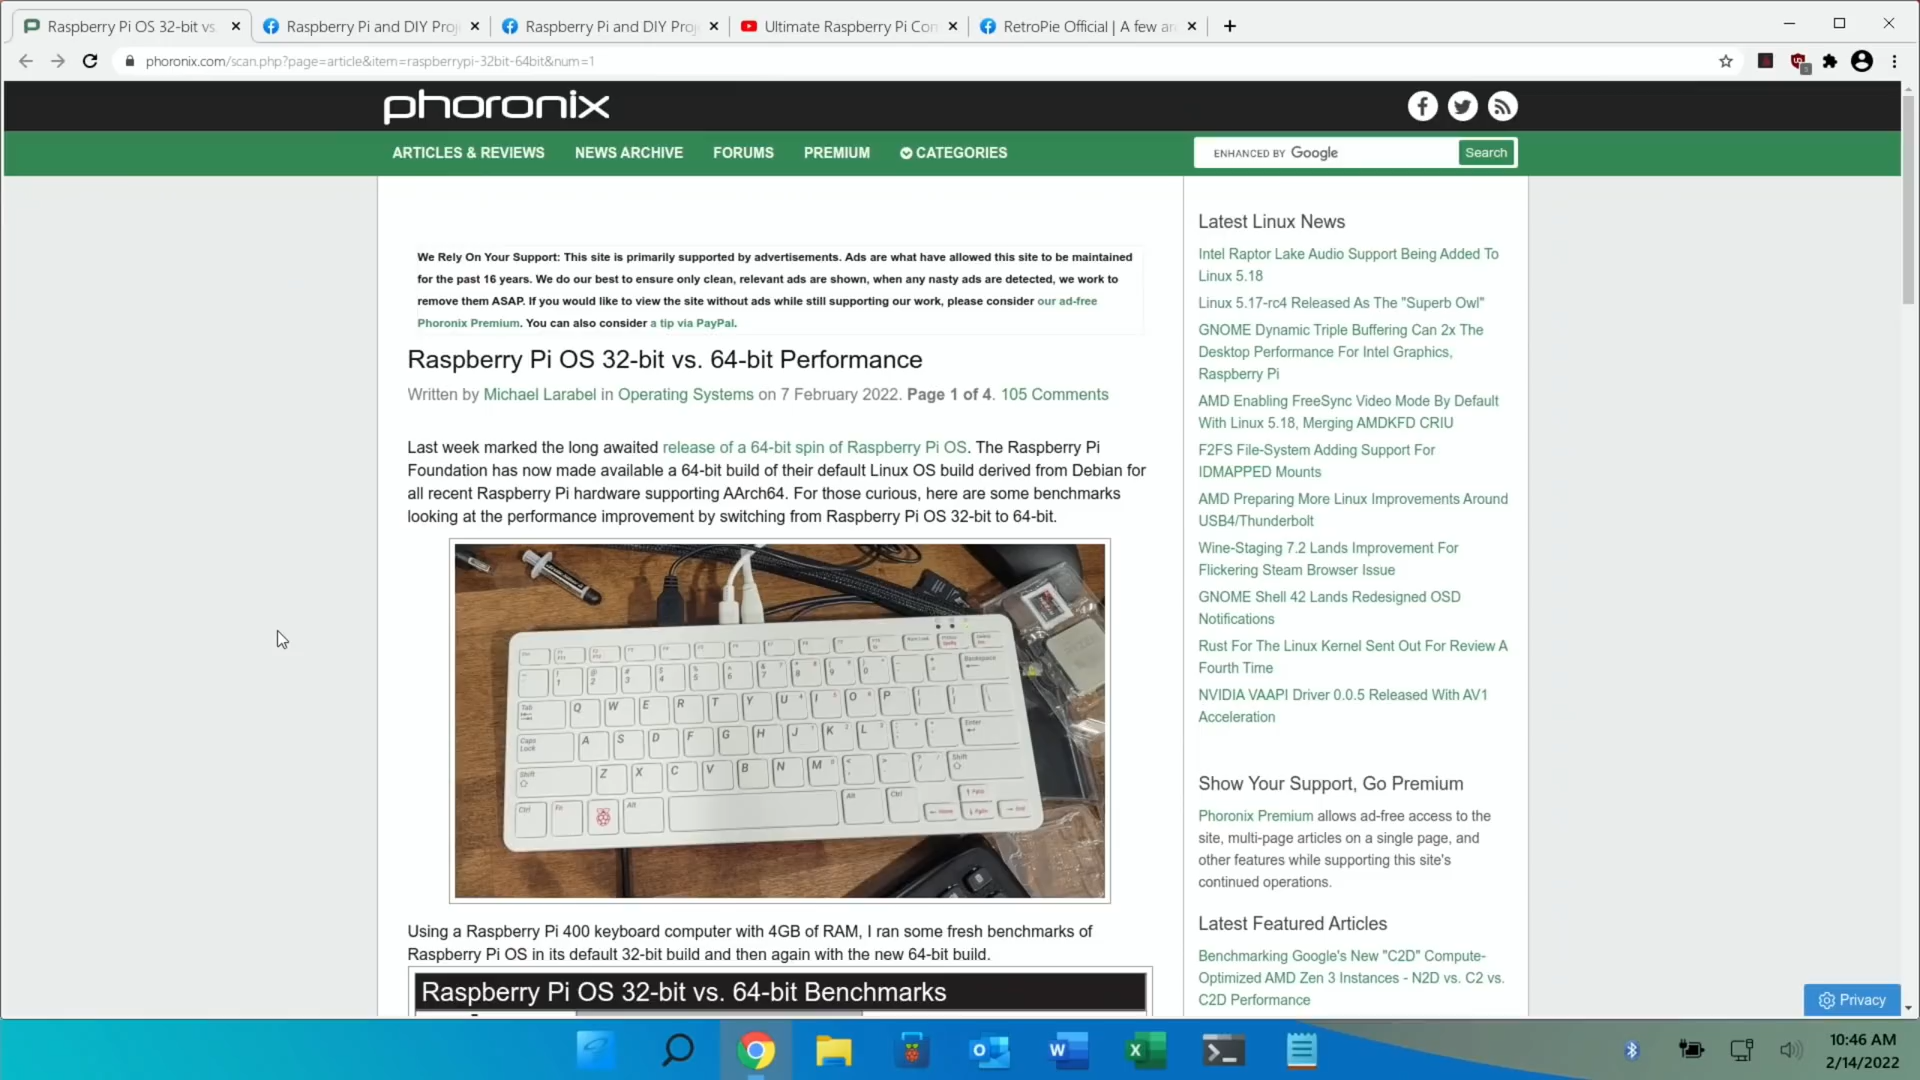 Raspberry Pi OS 32-bit vs.
Raspberry Pi and DIY Proj
Raspberry Pi and DIY Proj
Ultimate Raspberry Pi Con
RetroPie Official | A few ar
phoronix.com/scan.php?page=article&item=raspberrypi-32bit-64bit&num=1
phoronix
ARTICLES & REVIEWS
NEWS ARCHIVE
FORUMS
PREMIUM
CATEGORIES
ENHANCED BY Google
Search
We Rely On Your Support: This site is primarily supported by advertisements. Ads are what have allowed this site to be maintained
for the past 16 years. We do our best to ensure only clean, relevant ads are shown, when any nasty ads are detected, we work to
remove them ASAP. If you would like to view the site without ads while still supporting our work, please consider our ad-free
Phoronix Premium. You can also consider a tip via PayPal.
Raspberry Pi OS 32-bit vs. 64-bit Performance
Written by Michael Larabel in Operating Systems on 7 February 2022. Page 1 of 4. 105 Comments
Last week marked the long awaited release of a 64-bit spin of Raspberry Pi OS. The Raspberry Pi
Foundation has now made available a 64-bit build of their default Linux OS build derived from Debian for
all recent Raspberry Pi hardware supporting AArch64. For those curious, here are some benchmarks
looking at the performance improvement by switching from Raspberry Pi OS 32-bit to 64-bit.
Backspace
Tab
Q W E R T Y U I O P
Caps
Lock
A S D F G H J K L
Enter
Shift
Z X C V B N M
Shift
Ctrl
Fn
Alt
Alt
Ctrl
Using a Raspberry Pi 400 keyboard computer with 4GB of RAM, I ran some fresh benchmarks of
Raspberry Pi OS in its default 32-bit build and then again with the new 64-bit build.
Raspberry Pi OS 32-bit vs. 64-bit Benchmarks
Latest Linux News
Intel Raptor Lake Audio Support Being Added To
Linux 5.18
Linux 5.17-rc4 Released As The "Superb Owl"
GNOME Dynamic Triple Buffering Can 2x The
Desktop Performance For Intel Graphics,
Raspberry Pi
AMD Enabling FreeSync Video Mode By Default
With Linux 5.18, Merging AMDKFD CRIU
F2FS File-System Adding Support For
IDMAPPED Mounts
AMD Preparing More Linux Improvements Around
USB4/Thunderbolt
Wine-Staging 7.2 Lands Improvement For
Flickering Steam Browser Issue
GNOME Shell 42 Lands Redesigned OSD
Notifications
Rust For The Linux Kernel Sent Out For Review A
Fourth Time
NVIDIA VAAPI Driver 0.0.5 Released With AV1
Acceleration
Show Your Support, Go Premium
Phoronix Premium allows ad-free access to the
site, multi-page articles on a single page, and
other features while supporting this site's
continued operations.
Latest Featured Articles
Benchmarking Google's New "C2D" Compute-
Optimized AMD Zen 3 Instances - N2D vs. C2 vs.
C2D Performance
Privacy
10:46 AM
2/14/2022